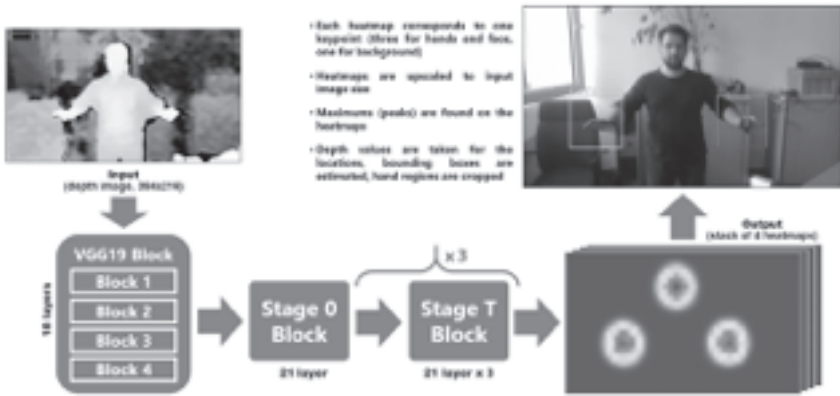 • Each heatmap corresponds to one
keypoint (three for hands and face,
one for background)
• Heatmaps are upscaled to input
image size
• Maximums (peaks) are found on the
heatmaps
• Depth values are taken for the
locations, bounding boxes are
estimated, hand regions are cropped
Input
(depth image,
Output
(stack of 4 heatmaps)
VGG19 Block
Block 1
Block 2
Block 3
Block 4
18 layers
x 3
Stage 0
Block
21 layer
Stage T
Block
21 layer x 3